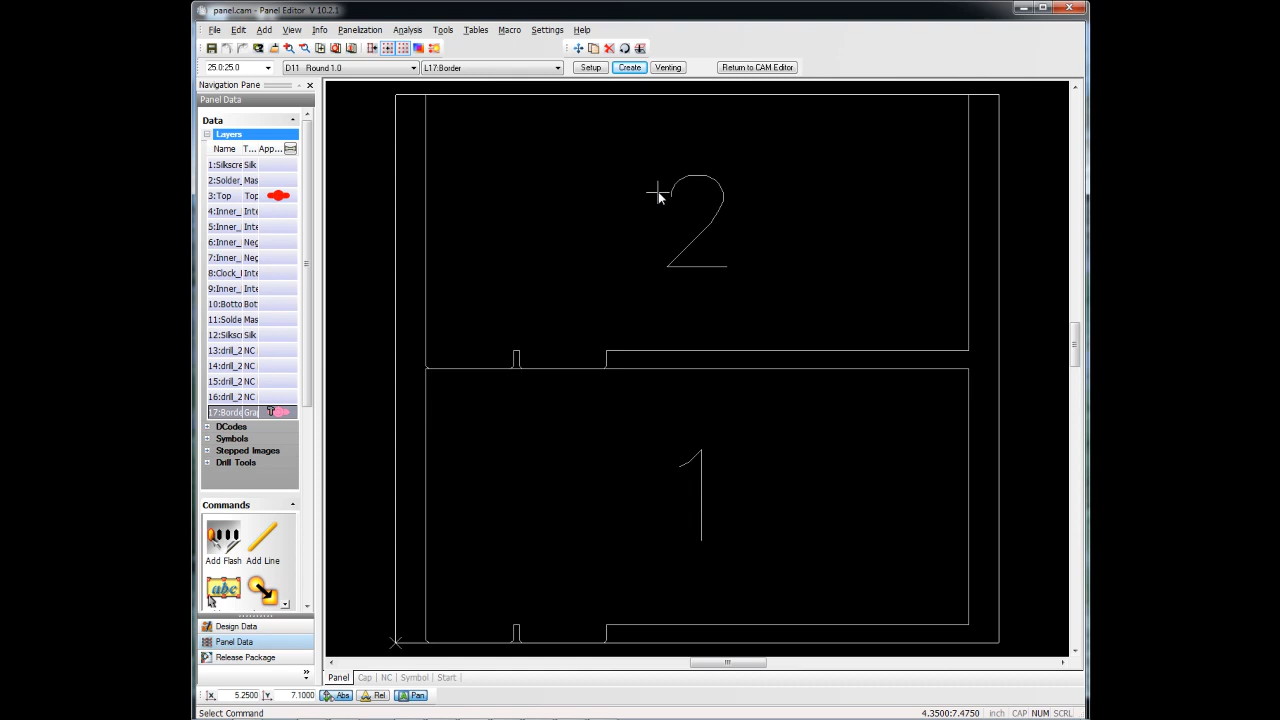 panel.cam - Panel Editor  V 10.2.1
File Edit Add View Info Panelization Analysis Tools Tables Macro Settings Help
25.0:25.0 D11 Round 1.0 L17:Border Setup Create Venting Return to CAM Editor
Navigation Pane
Panel Data
Data
Layers
Name T... App...
1:Silkscre Silk
2:Solder_ Mas
3:Top Top
4:Inner_ Inte
5:Inner_ Inte
6:Inner_ Neg
7:Inner_ Neg
8:Clock_ Inte
9:Inner_ Inte
10:Botto Bot
11:Solde Mas
12:Silksc Silk
13:drill_2 NC
14:drill_2 NC
15:drill_2 NC
16:drill_2 NC
17:Borde Gra
DCodes
Symbols
Stepped Images
Drill Tools
Commands
Add Flash Add Line
abc
Design Data
Panel Data
Release Package
2
1
Panel Cap NC Symbol Start
X 5.2500 Y 7.1000 Abs Rel Pan
Select Command 4.3500:7.4750 inch CAP NUM SCRL